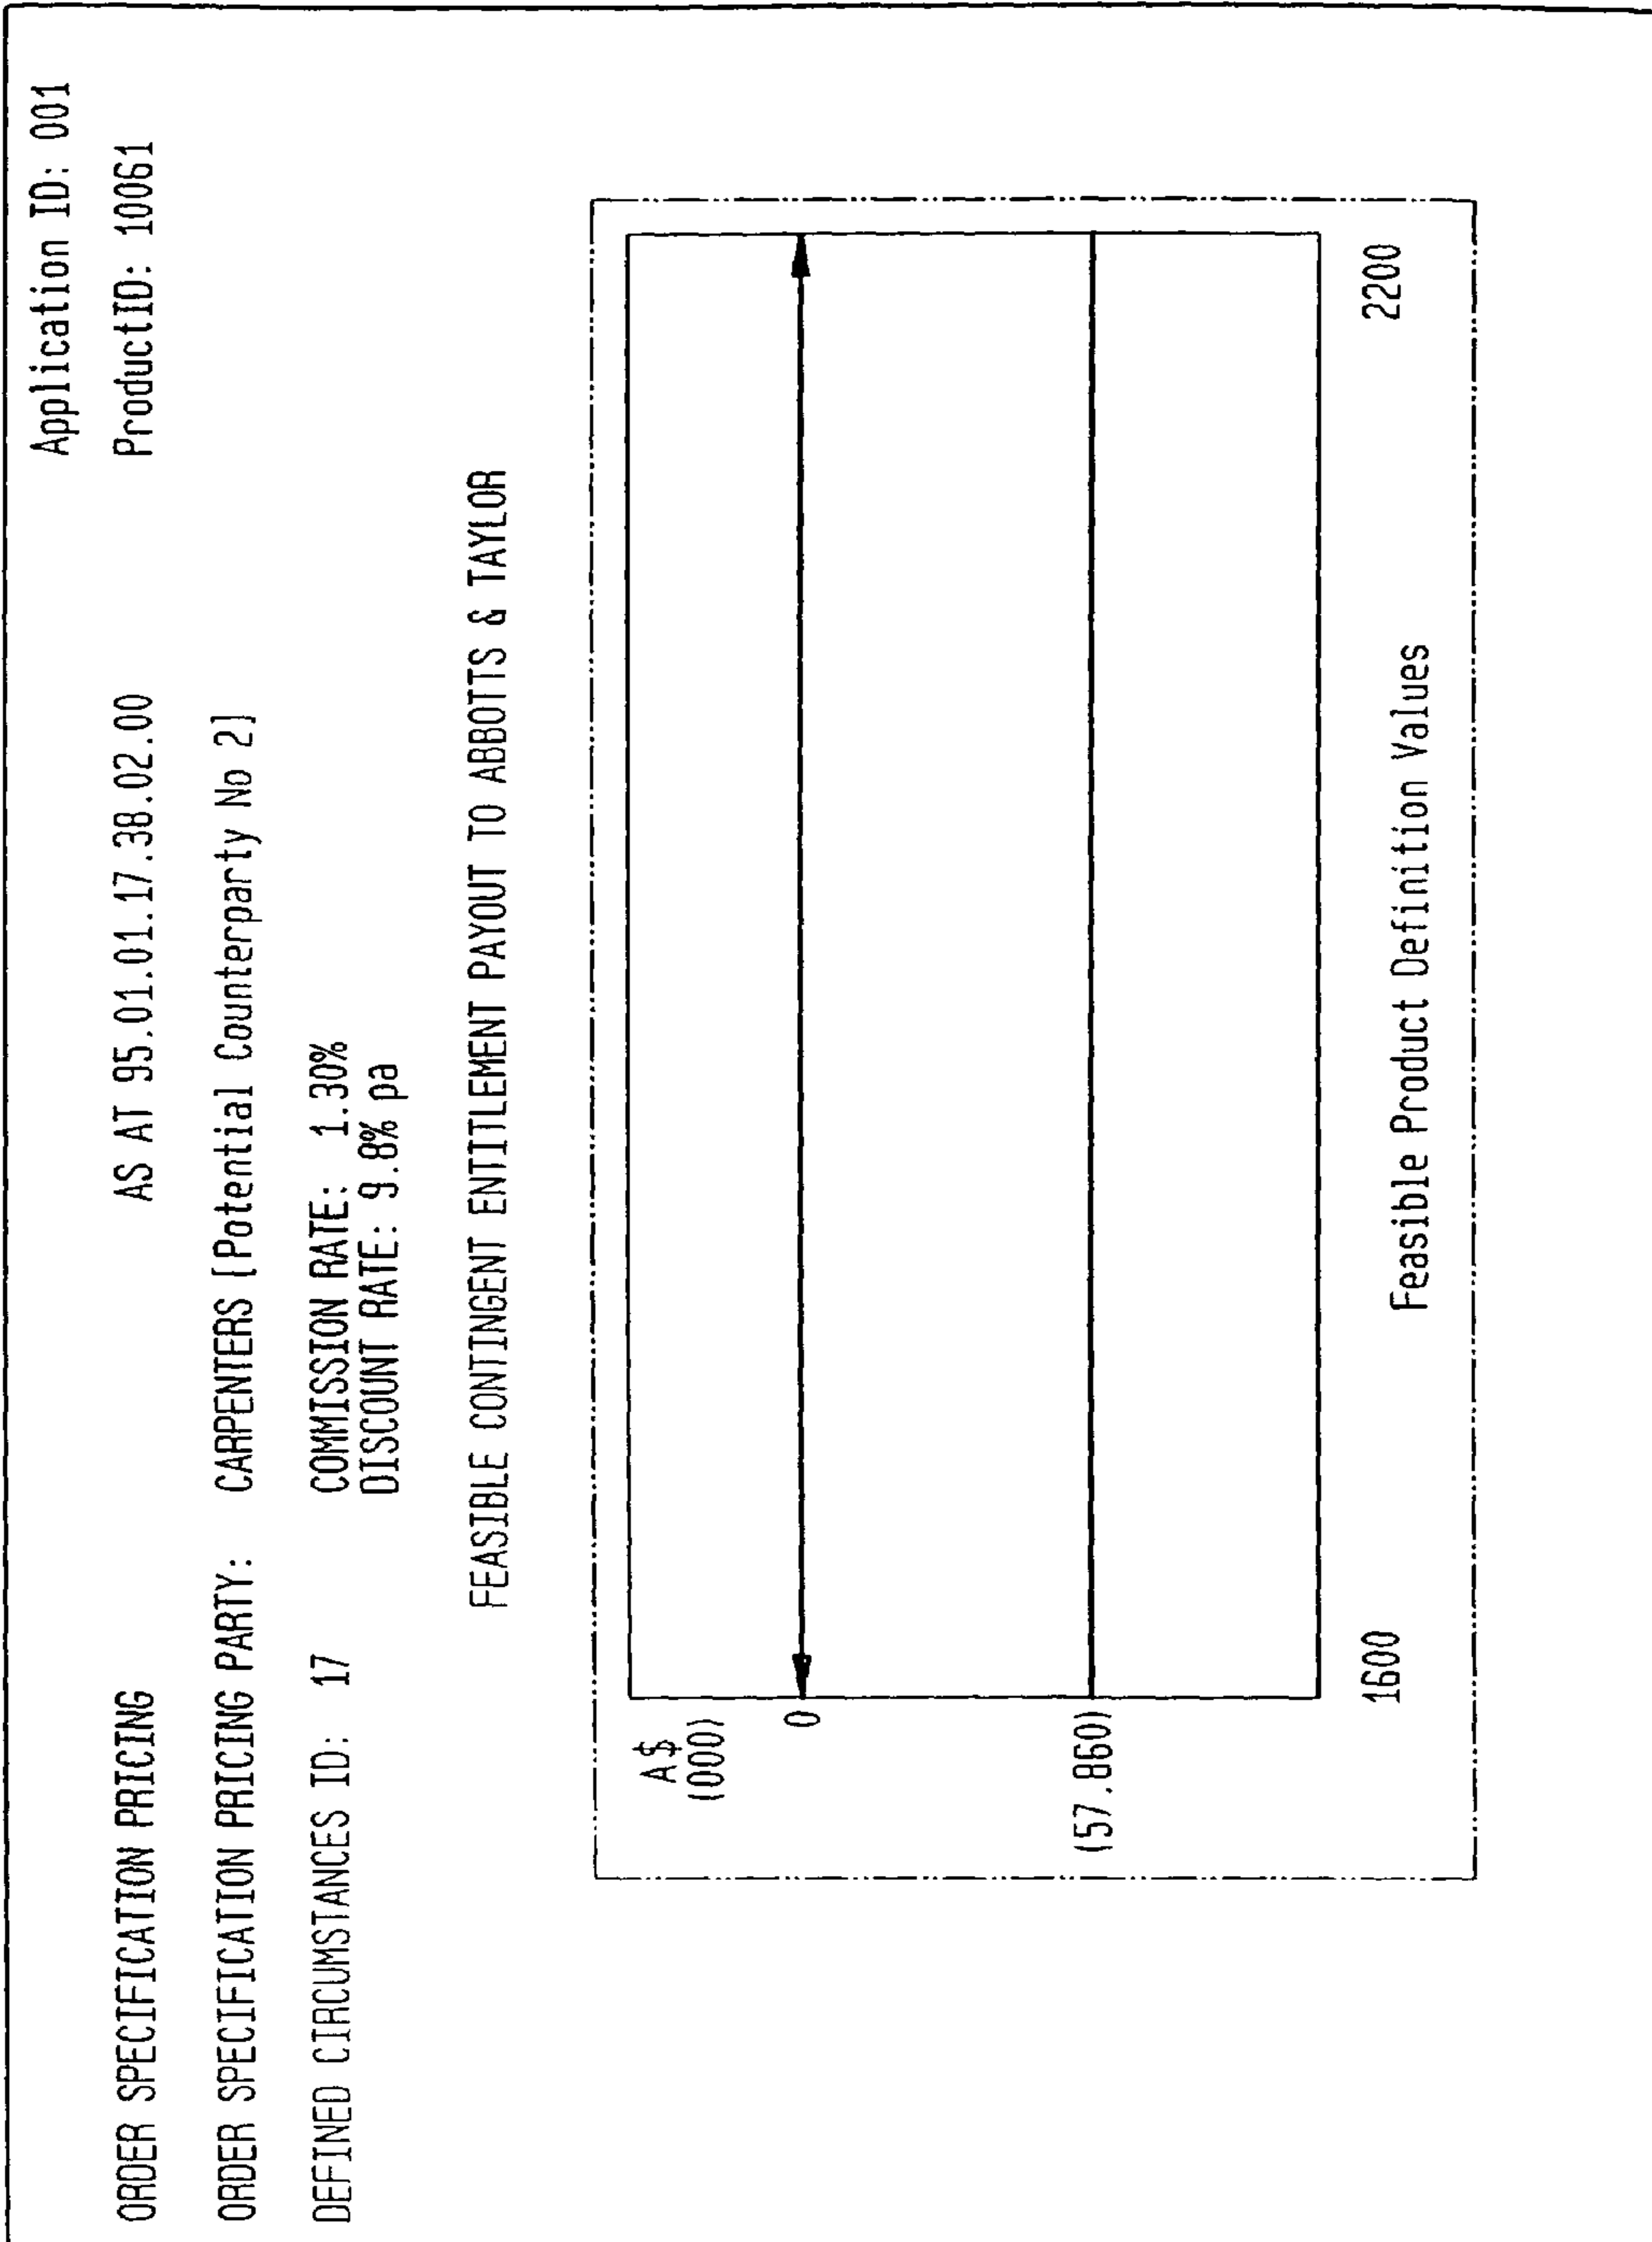 Application ID: 001
ORDER SPECIFICATION PRICING AS AT 95.01.01.17.38.02.00 ProductID: 10061
ORDER SPECIFICATION PRICING PARTY: CARPENTERS [Potential Counterparty No 2]
DEFINED CIRCUMSTANCES ID: 17 COMMISSION RATE: 1.30%
DISCOUNT RATE: 9.8% pa
FEASIBLE CONTINGENT ENTITLEMENT PAYOUT TO ABBOTTS & TAYLOR
A$
(000)
0
(57.860)
1600 2200
Feasible Product Definition Values